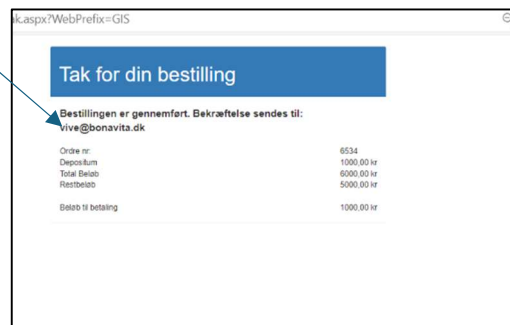 k.aspx?WebPrefix=GIS
Tak for din bestilling
Bestillingen er gennemført. Bekræftelse sendes til:
vive@bonavita.dk
Ordre nr. 6534
Depositum 1000,00 kr
Total Beløb 6000,00 kr
Restbeløb 5000,00 kr
Beløb til betaling 1000,00 kr